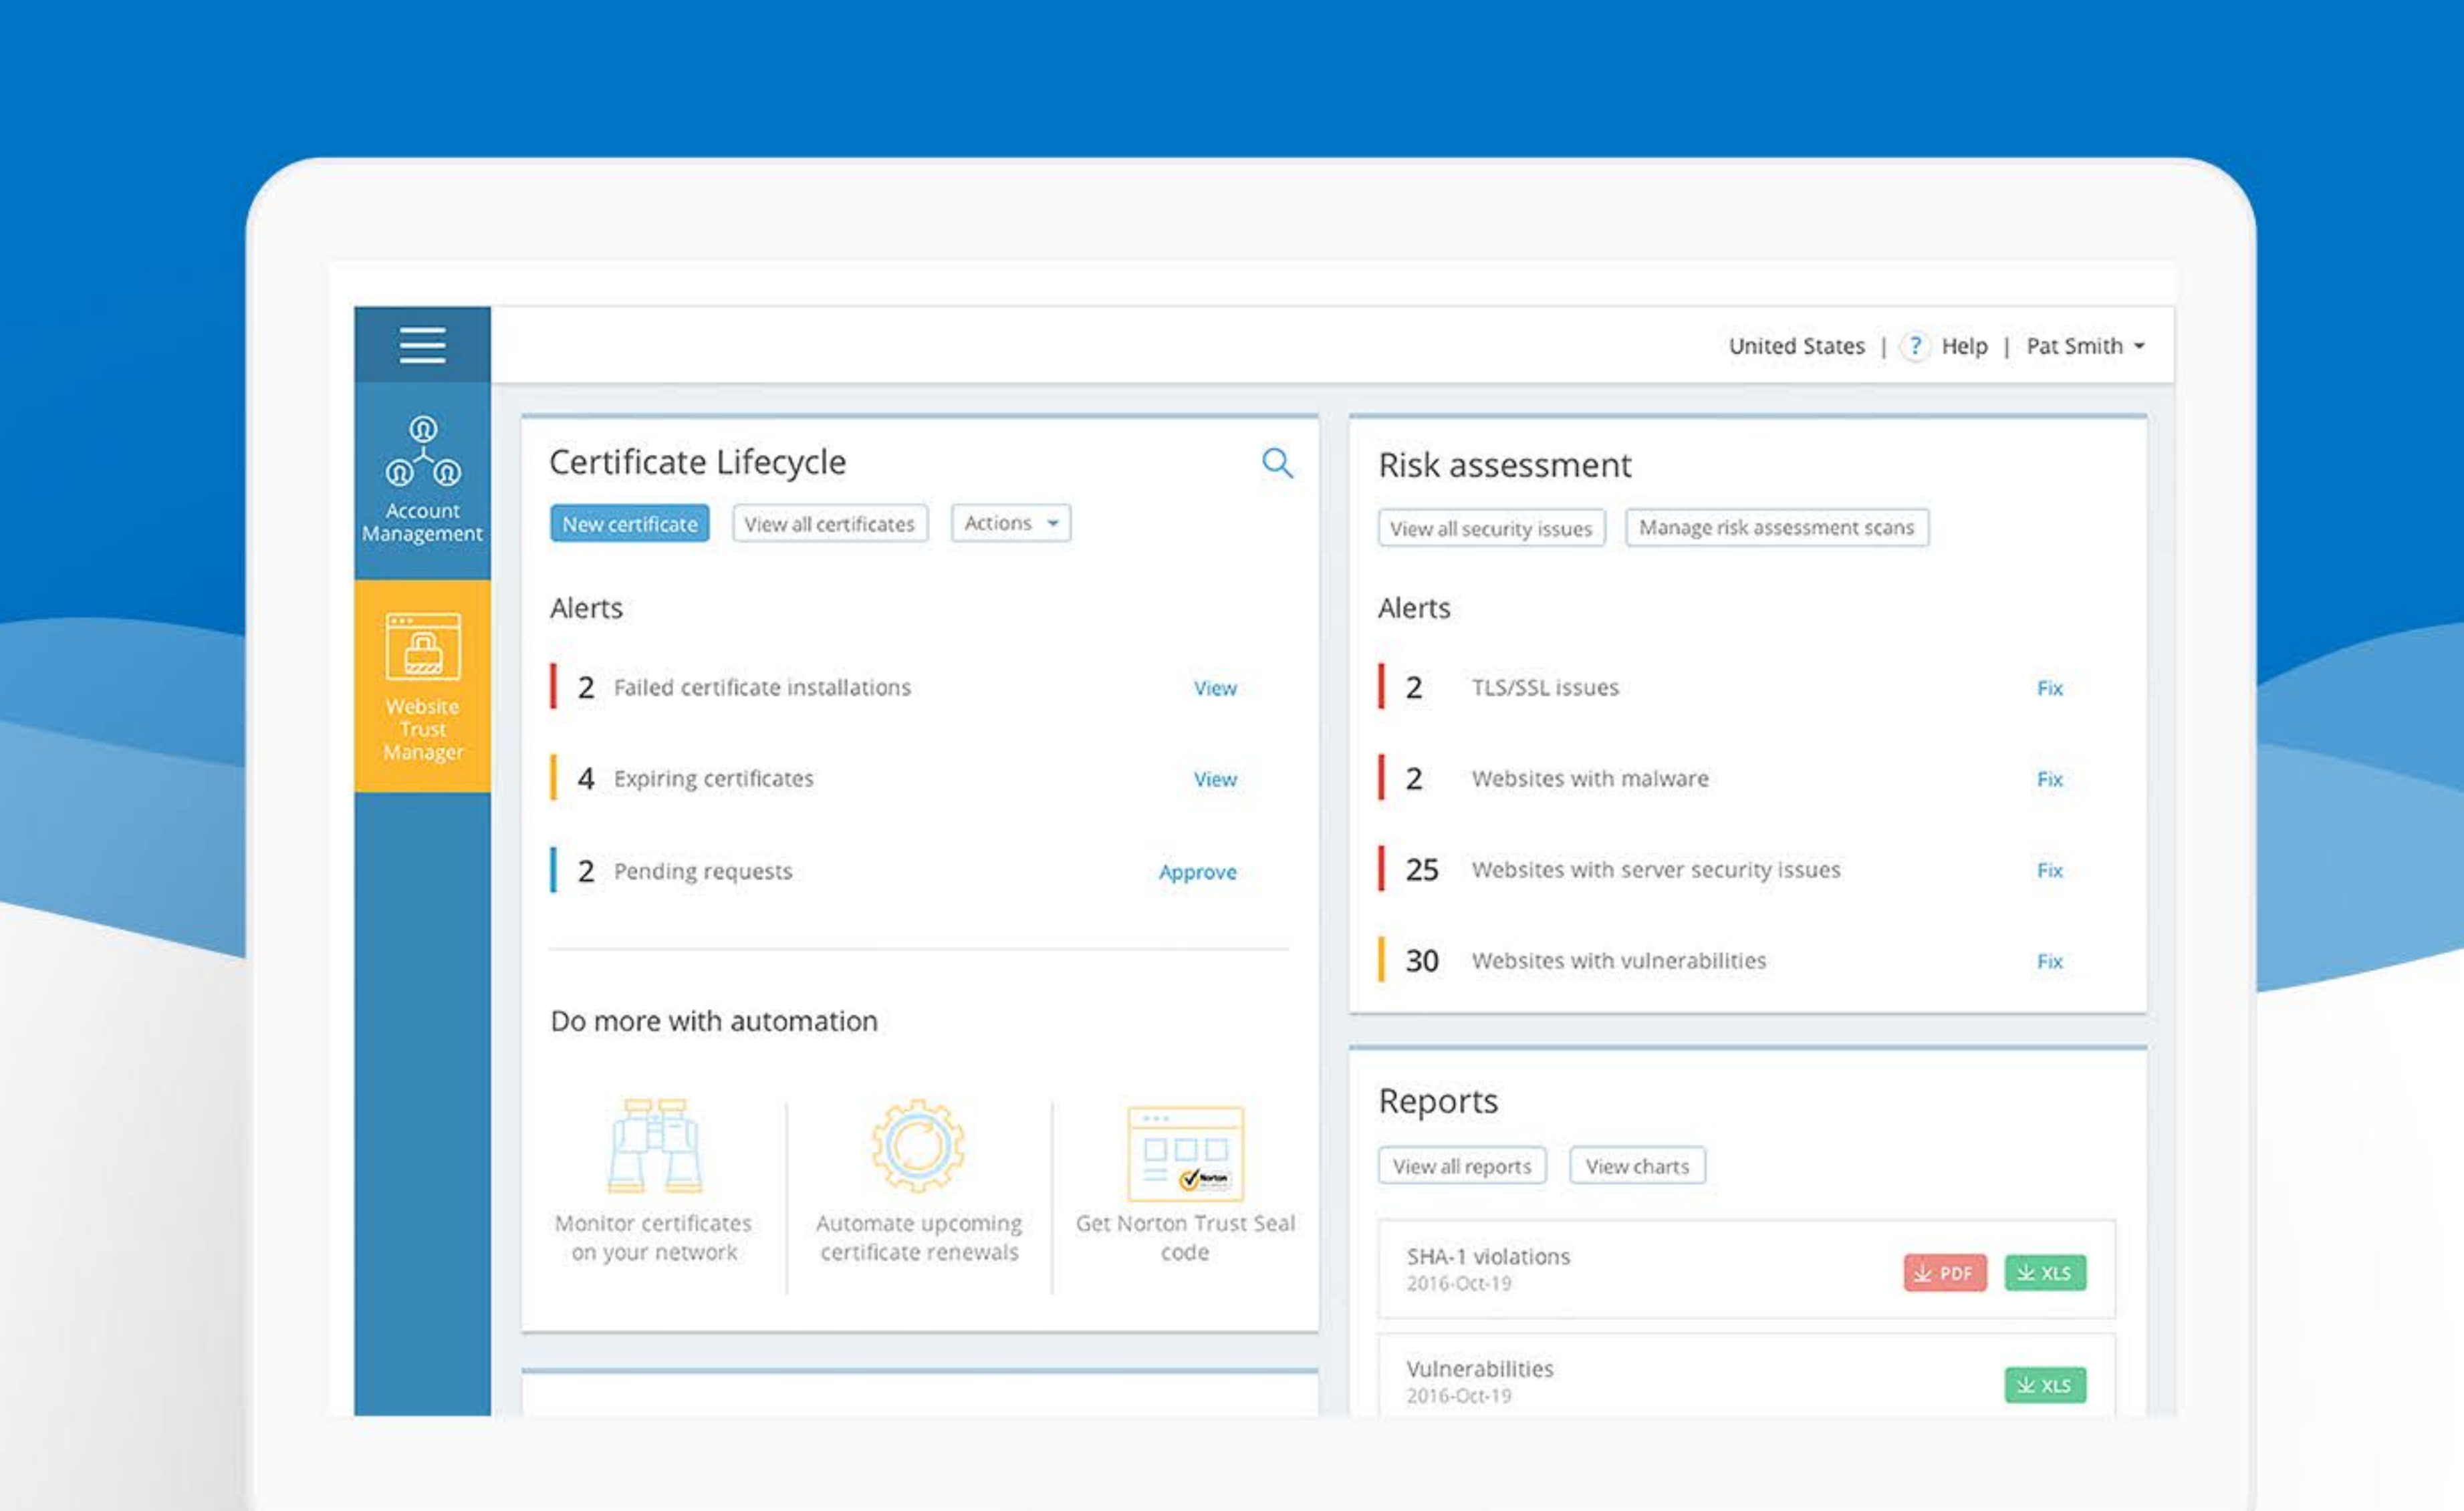 United States | ? Help | Pat Smith
Account
Management
Website
Trust
Manager
Certificate Lifecycle
New certificate
View all certificates
Actions
Alerts
2 Failed certificate installations View
4 Expiring certificates View
2 Pending requests Approve
Do more with automation
Norton
Monitor certificates
on your network
Automate upcoming
certificate renewals
Get Norton Trust Seal
code
Risk assessment
View all security issues
Manage risk assessment scans
Alerts
2 TLS/SSL issues Fix
2 Websites with malware Fix
25 Websites with server security issues Fix
30 Websites with vulnerabilities Fix
Reports
View all reports
View charts
SHA-1 violations
2016-Oct-19
PDF
XLS
Vulnerabilities
2016-Oct-19
XLS